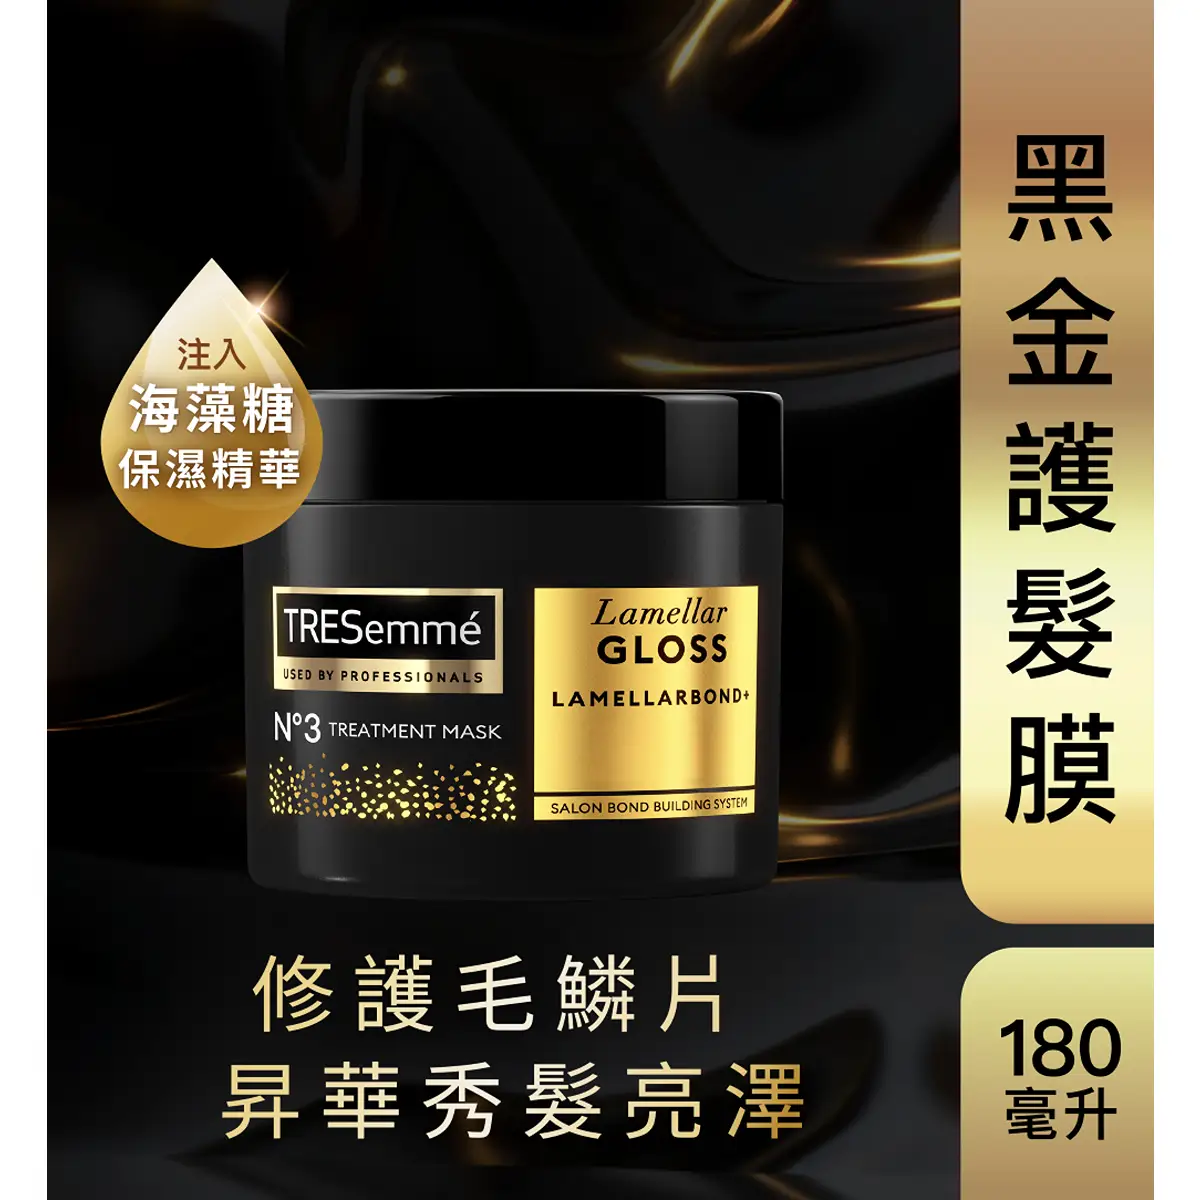 注入
海藻糖
保濕精華
TRESemmé
USED BY PROFESSIONALS
Nº3 TREATMENT MASK
Lamellar
GLOSS
LAMELLARBOND+
SALON BOND BUILDING SYSTEM
修護毛鱗片
昇華秀髮亮澤
黑金護髮膜
180
毫升